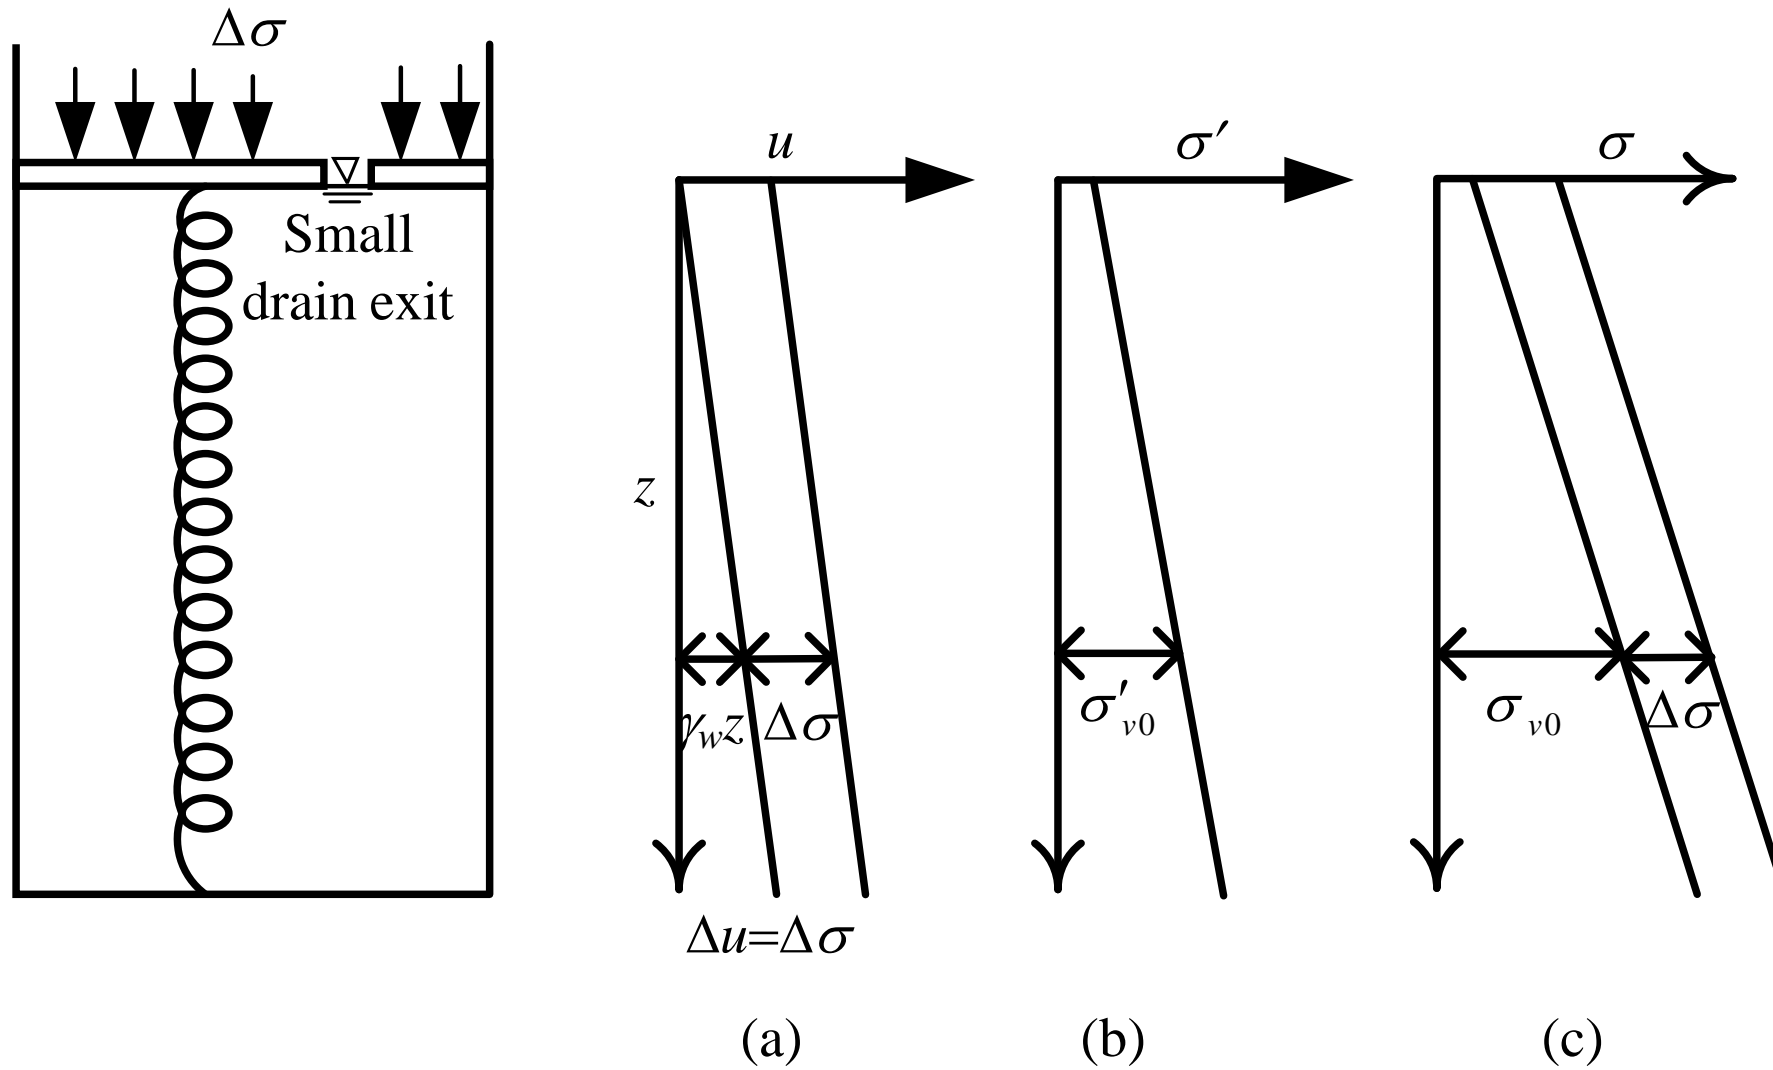 Δσ
Small
drain exit
u
σ′
σ
z
γwz Δσ
σ′v0
σv0
Δσ
Δu=Δσ
(a)
(b)
(c)